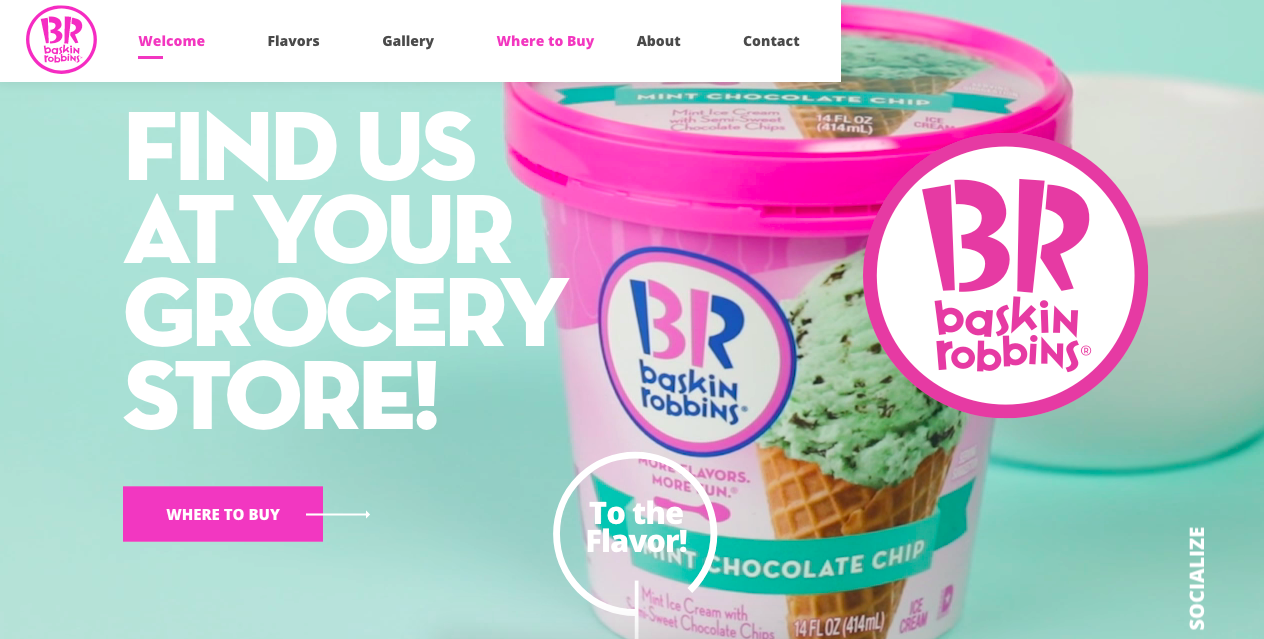 BR
baskin
robbins
Welcome
Flavors
Gallery
Where to Buy
About
Contact
FIND US
AT YOUR
GROCERY
STORE!
WHERE TO BUY
MINT CHOCOLATE CHIP
Mint Ice Cream
with Semi-Sweet
Chocolate Chips
14 FL OZ
(414mL)
ICE
CREAM
BR
baskin
robbins®
BR
baskin
robbins®
MORE FLAVORS.
MORE FUN.®
To the
Flavor!
MINT CHOCOLATE CHIP
Mint Ice Cream with
Semi-Sweet Chocolate Chips
14 FL OZ (414mL)
ICE
CREAM
SOCIALIZE